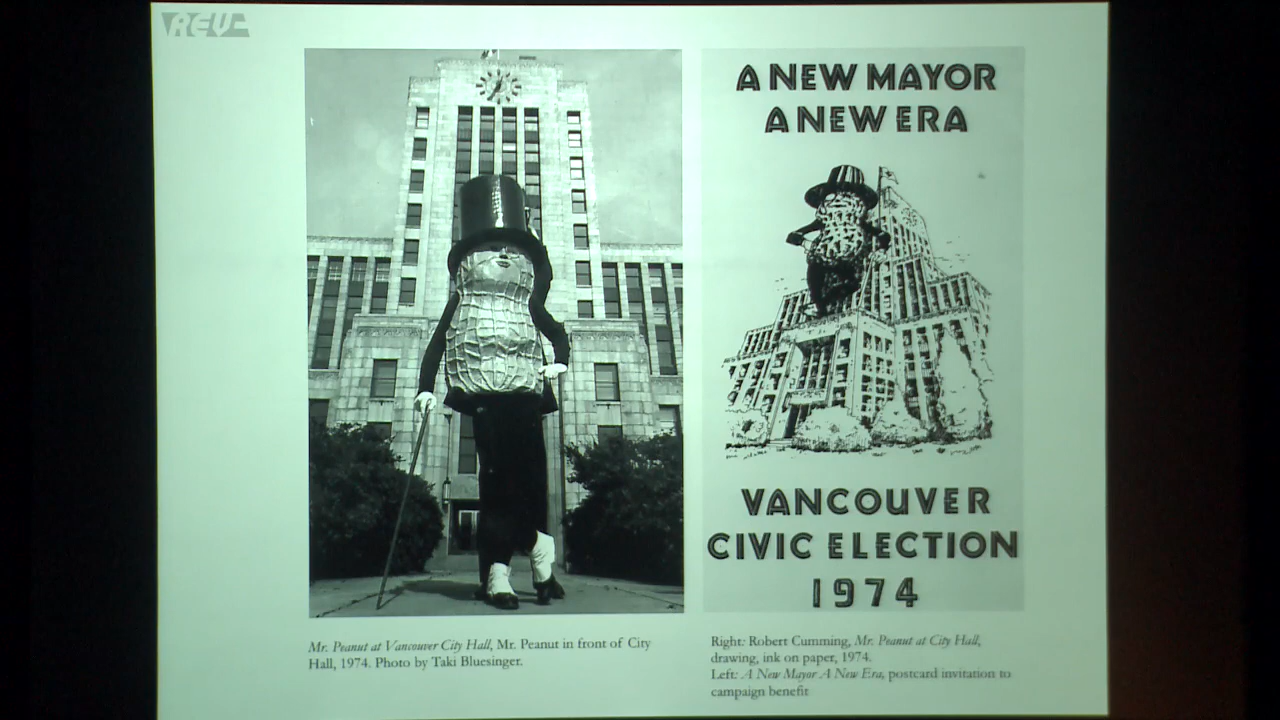 REV
A NEW MAYOR
A NEW ERA
VANCOUVER
CIVIC ELECTION
1974
Mr. Peanut at Vancouver City Hall, Mr. Peanut in front of City
Hall, 1974. Photo by Taki Bluesinger.
Right: Robert Cumming, Mr. Peanut at City Hall,
drawing, ink on paper, 1974.
Left: A New Mayor A New Era, postcard invitation to
campaign benefit